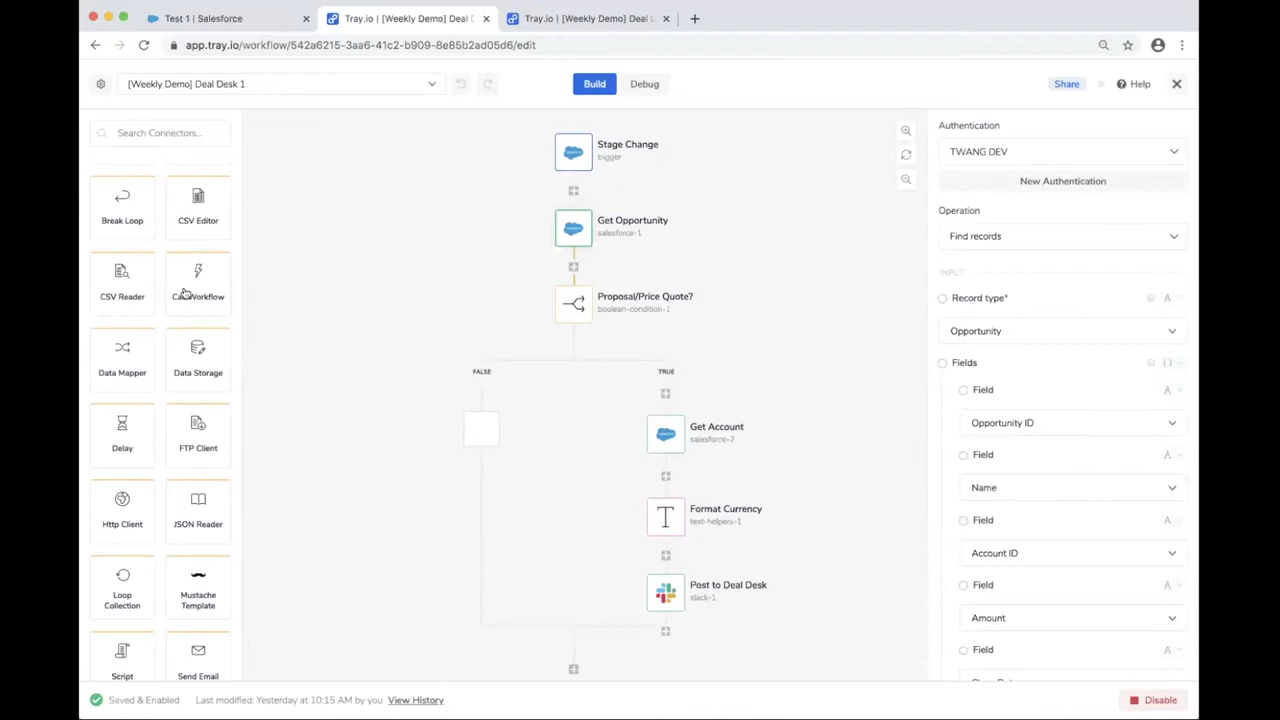 Test 1 | Salesforce
Tray.io | [Weekly Demo] Deal
Tray.io | [Weekly Demo] Deal
app.tray.io/workflow/542a6215-3aa6-41c2-b909-8e85b2ad05d6/edit
[Weekly Demo] Deal Desk 1
Build
Debug
Share
Help
Search Connectors...
Break Loop
CSV Editor
CSV Reader
Workflow
Data Mapper
Data Storage
Delay
FTP Client
Http Client
JSON Reader
Loop
Collection
Mustache
Template
Script
Send Email
Stage Change
trigger
Get Opportunity
salesforce-1
Proposal/Price Quote?
boolean-condition-1
FALSE
TRUE
Get Account
salesforce-2
Format Currency
text-helpers-1
Post to Deal Desk
slack-1
Authentication
TWANG DEV
New Authentication
Operation
Find records
INPUT
Record type*
A
Opportunity
Fields
Field
A
Opportunity ID
Field
A
Name
Field
A
Account ID
Field
A
Amount
Field
A
Saved & Enabled
Last modified: Yesterday at 10:15 AM by you
View History
Disable